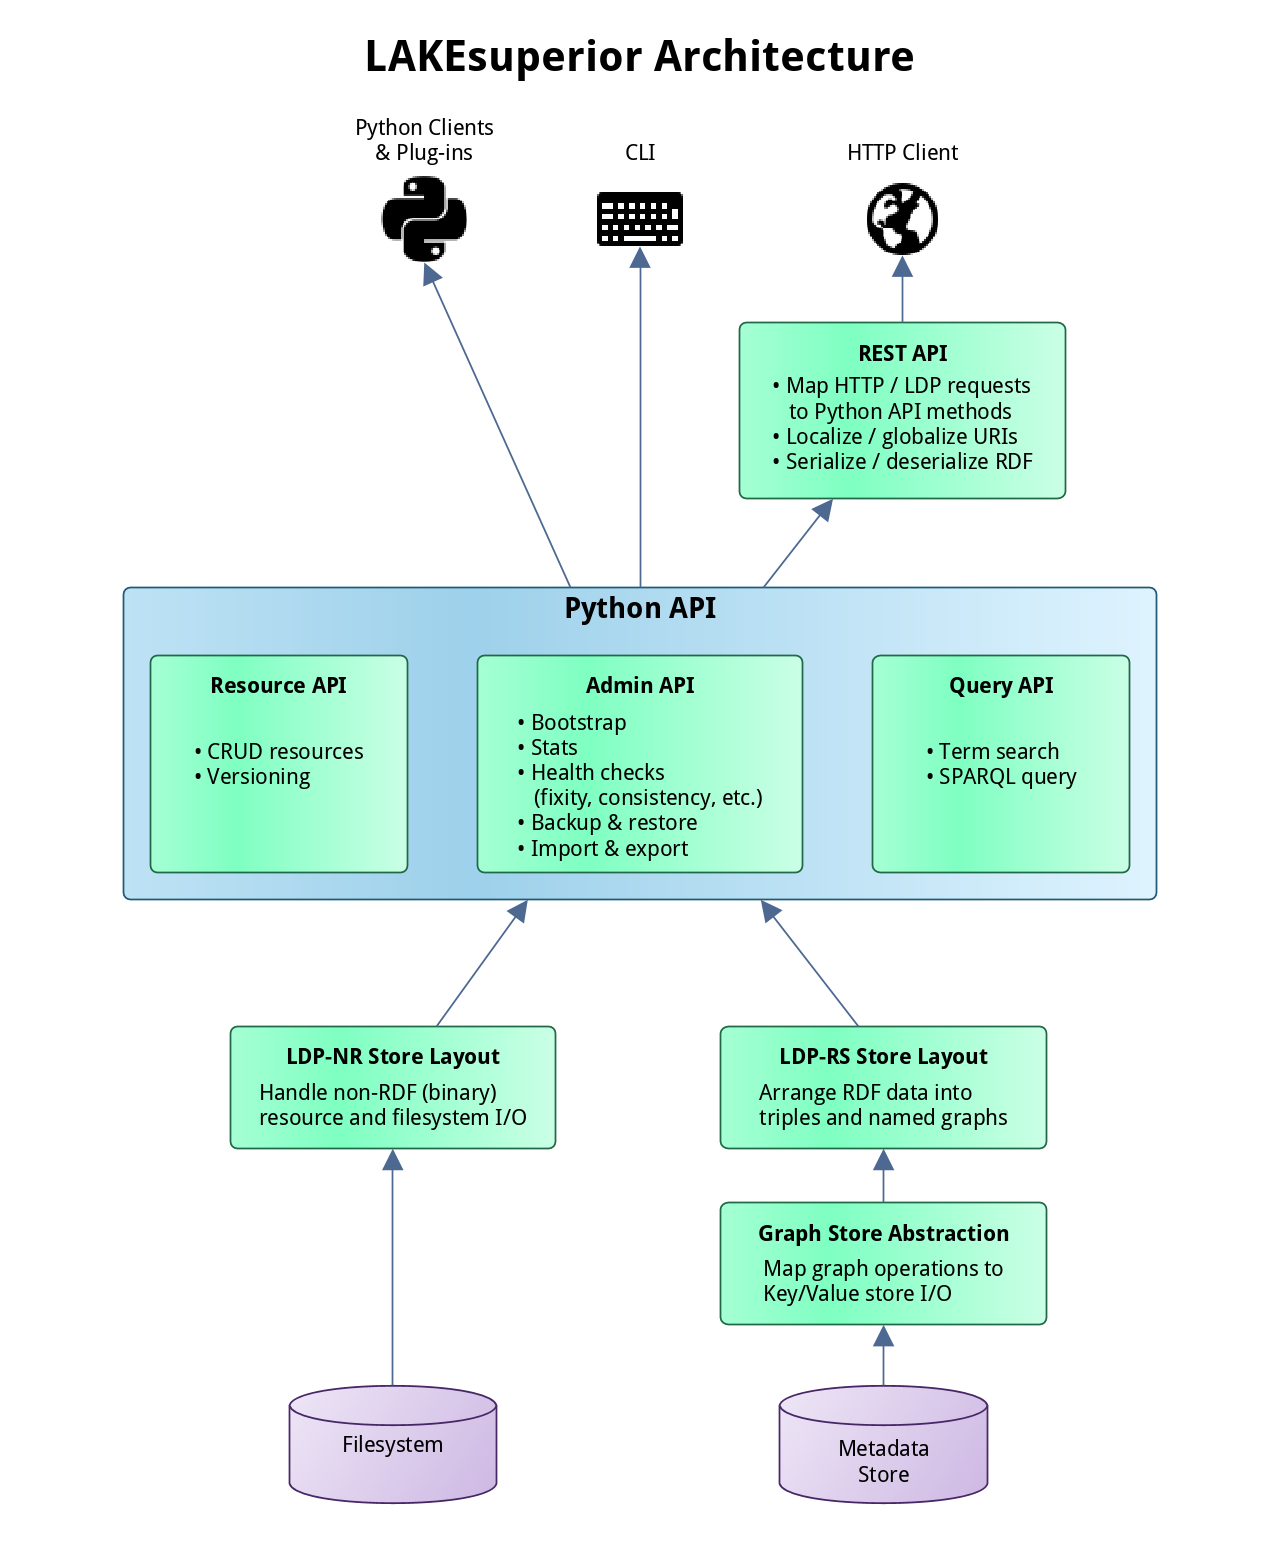 LAKEsuperior Architecture
Python Clients
& Plug-ins
CLI
HTTP Client
REST API
• Map HTTP / LDP requests
to Python API methods
• Localize / globalize URIs
• Serialize / deserialize RDF
Python API
Resource API
• CRUD resources
• Versioning
Admin API
• Bootstrap
• Stats
• Health checks
(fixity, consistency, etc.)
• Backup & restore
• Import & export
Query API
• Term search
• SPARQL query
LDP-NR Store Layout
Handle non-RDF (binary)
resource and filesystem I/O
LDP-RS Store Layout
Arrange RDF data into
triples and named graphs
Graph Store Abstraction
Map graph operations to
Key/Value store I/O
Filesystem
Metadata
Store